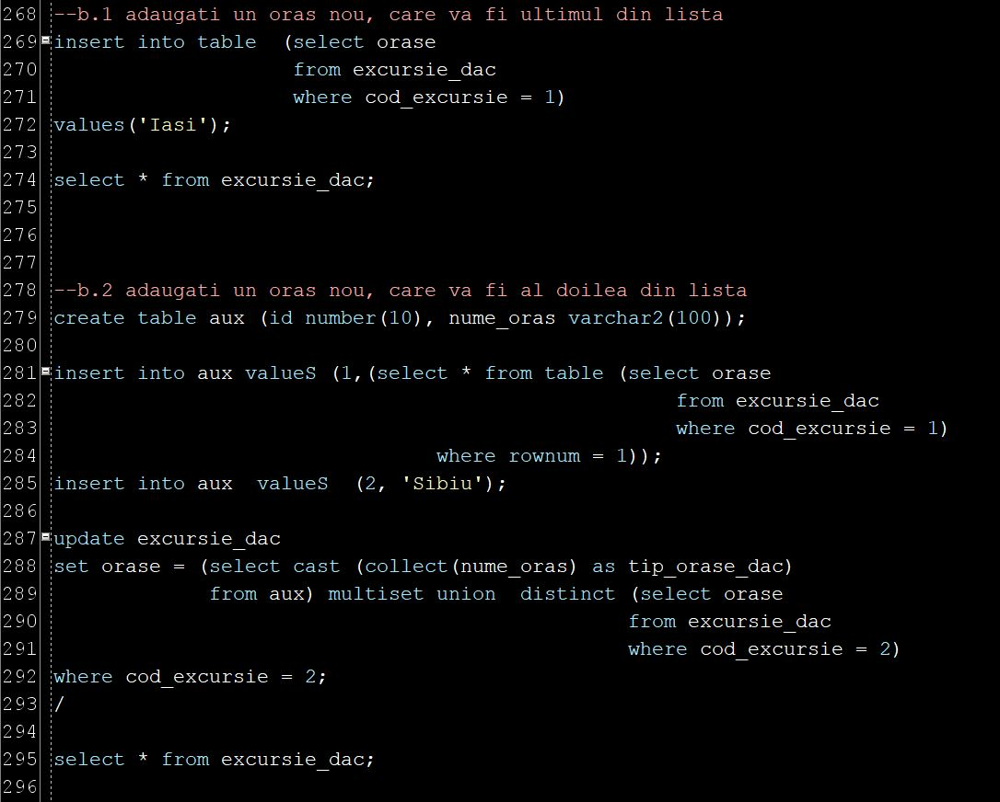 268 --b.1 adaugati un oras nou, care va fi ultimul din lista
269 insert into table  (select orase
270                     from excursie_dac
271                     where cod_excursie = 1)
272 values('Iasi');
273
274 select * from excursie_dac;
275
276
277
278 --b.2 adaugati un oras nou, care va fi al doilea din lista
279 create table aux (id number(10), nume_oras varchar2(100));
280
281 insert into aux valueS (1,(select * from table (select orase
282                                                     from excursie_dac
283                                                     where cod_excursie = 1)
284                                 where rownum = 1));
285 insert into aux  valueS  (2, 'Sibiu');
286
287 update excursie_dac
288 set orase = (select cast (collect(nume_oras) as tip_orase_dac)
289              from aux) multiset union  distinct (select orase
290                                                 from excursie_dac
291                                                 where cod_excursie = 2)
292 where cod_excursie = 2;
293 /
294
295 select * from excursie_dac;
296